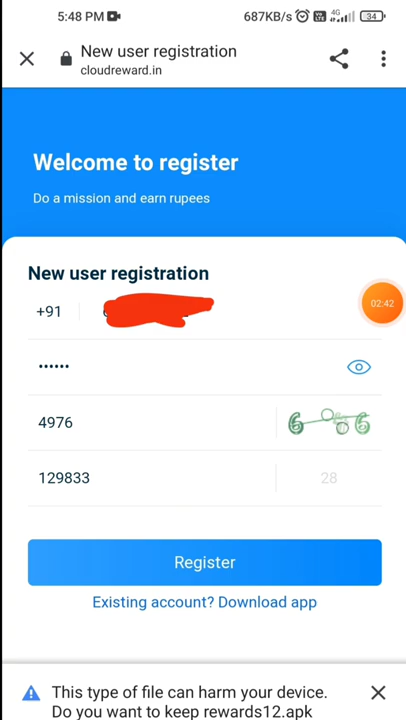 5:48 PM
687KB/s 4G 34
New user registration
cloudreward.in
Welcome to register
Do a mission and earn rupees
New user registration
+91
02:42
••••••
4976
129833 28
Register
Existing account? Download app
This type of file can harm your device.
Do you want to keep rewards12.apk